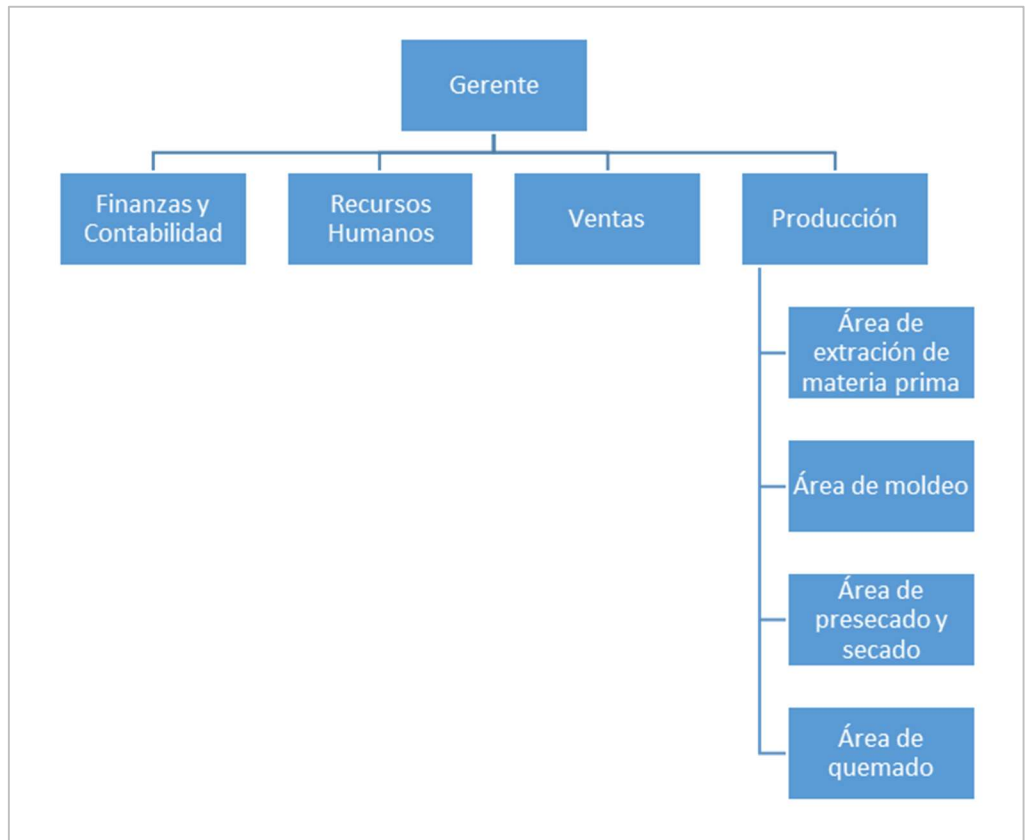 Gerente
Finanzas y
Contabilidad
Recursos
Humanos
Ventas
Producción
Área de
extración de
materia prima
Área de moldeo
Área de
presecado y
secado
Área de
quemado